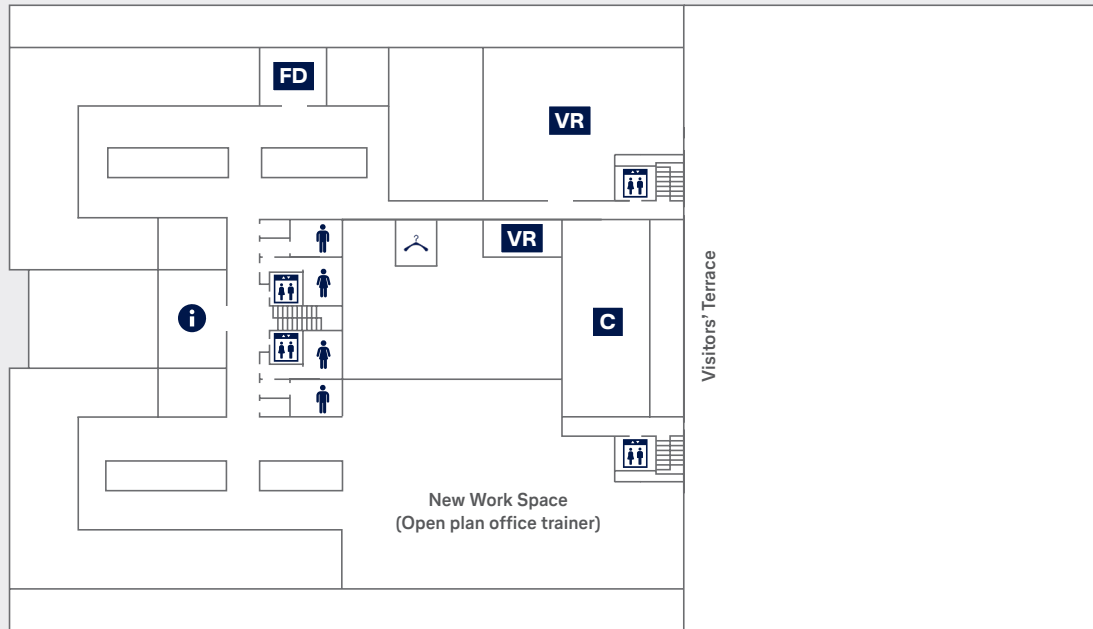 FD
VR
VR
i
C
Visitors’ Terrace
New Work Space
(Open plan office trainer)